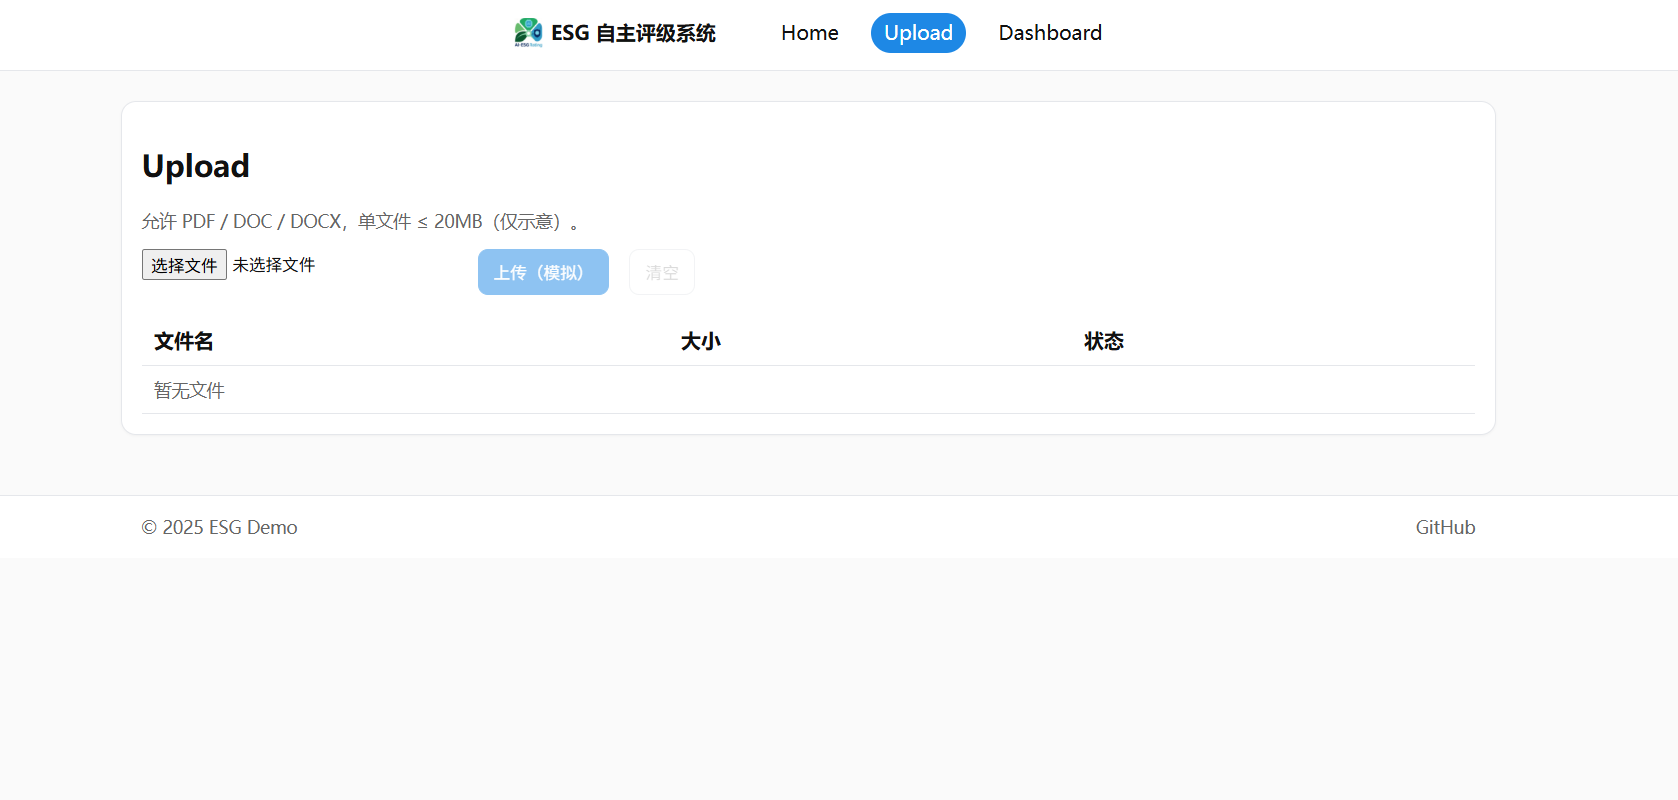 ESG 自主评级系统 Home Upload Dashboard
Upload
允许 PDF / DOC / DOCX，单文件 ≤ 20MB（仅示意）。
选择文件 未选择文件 上传（模拟） 清空
文件名 大小 状态
暂无文件
© 2025 ESG Demo GitHub